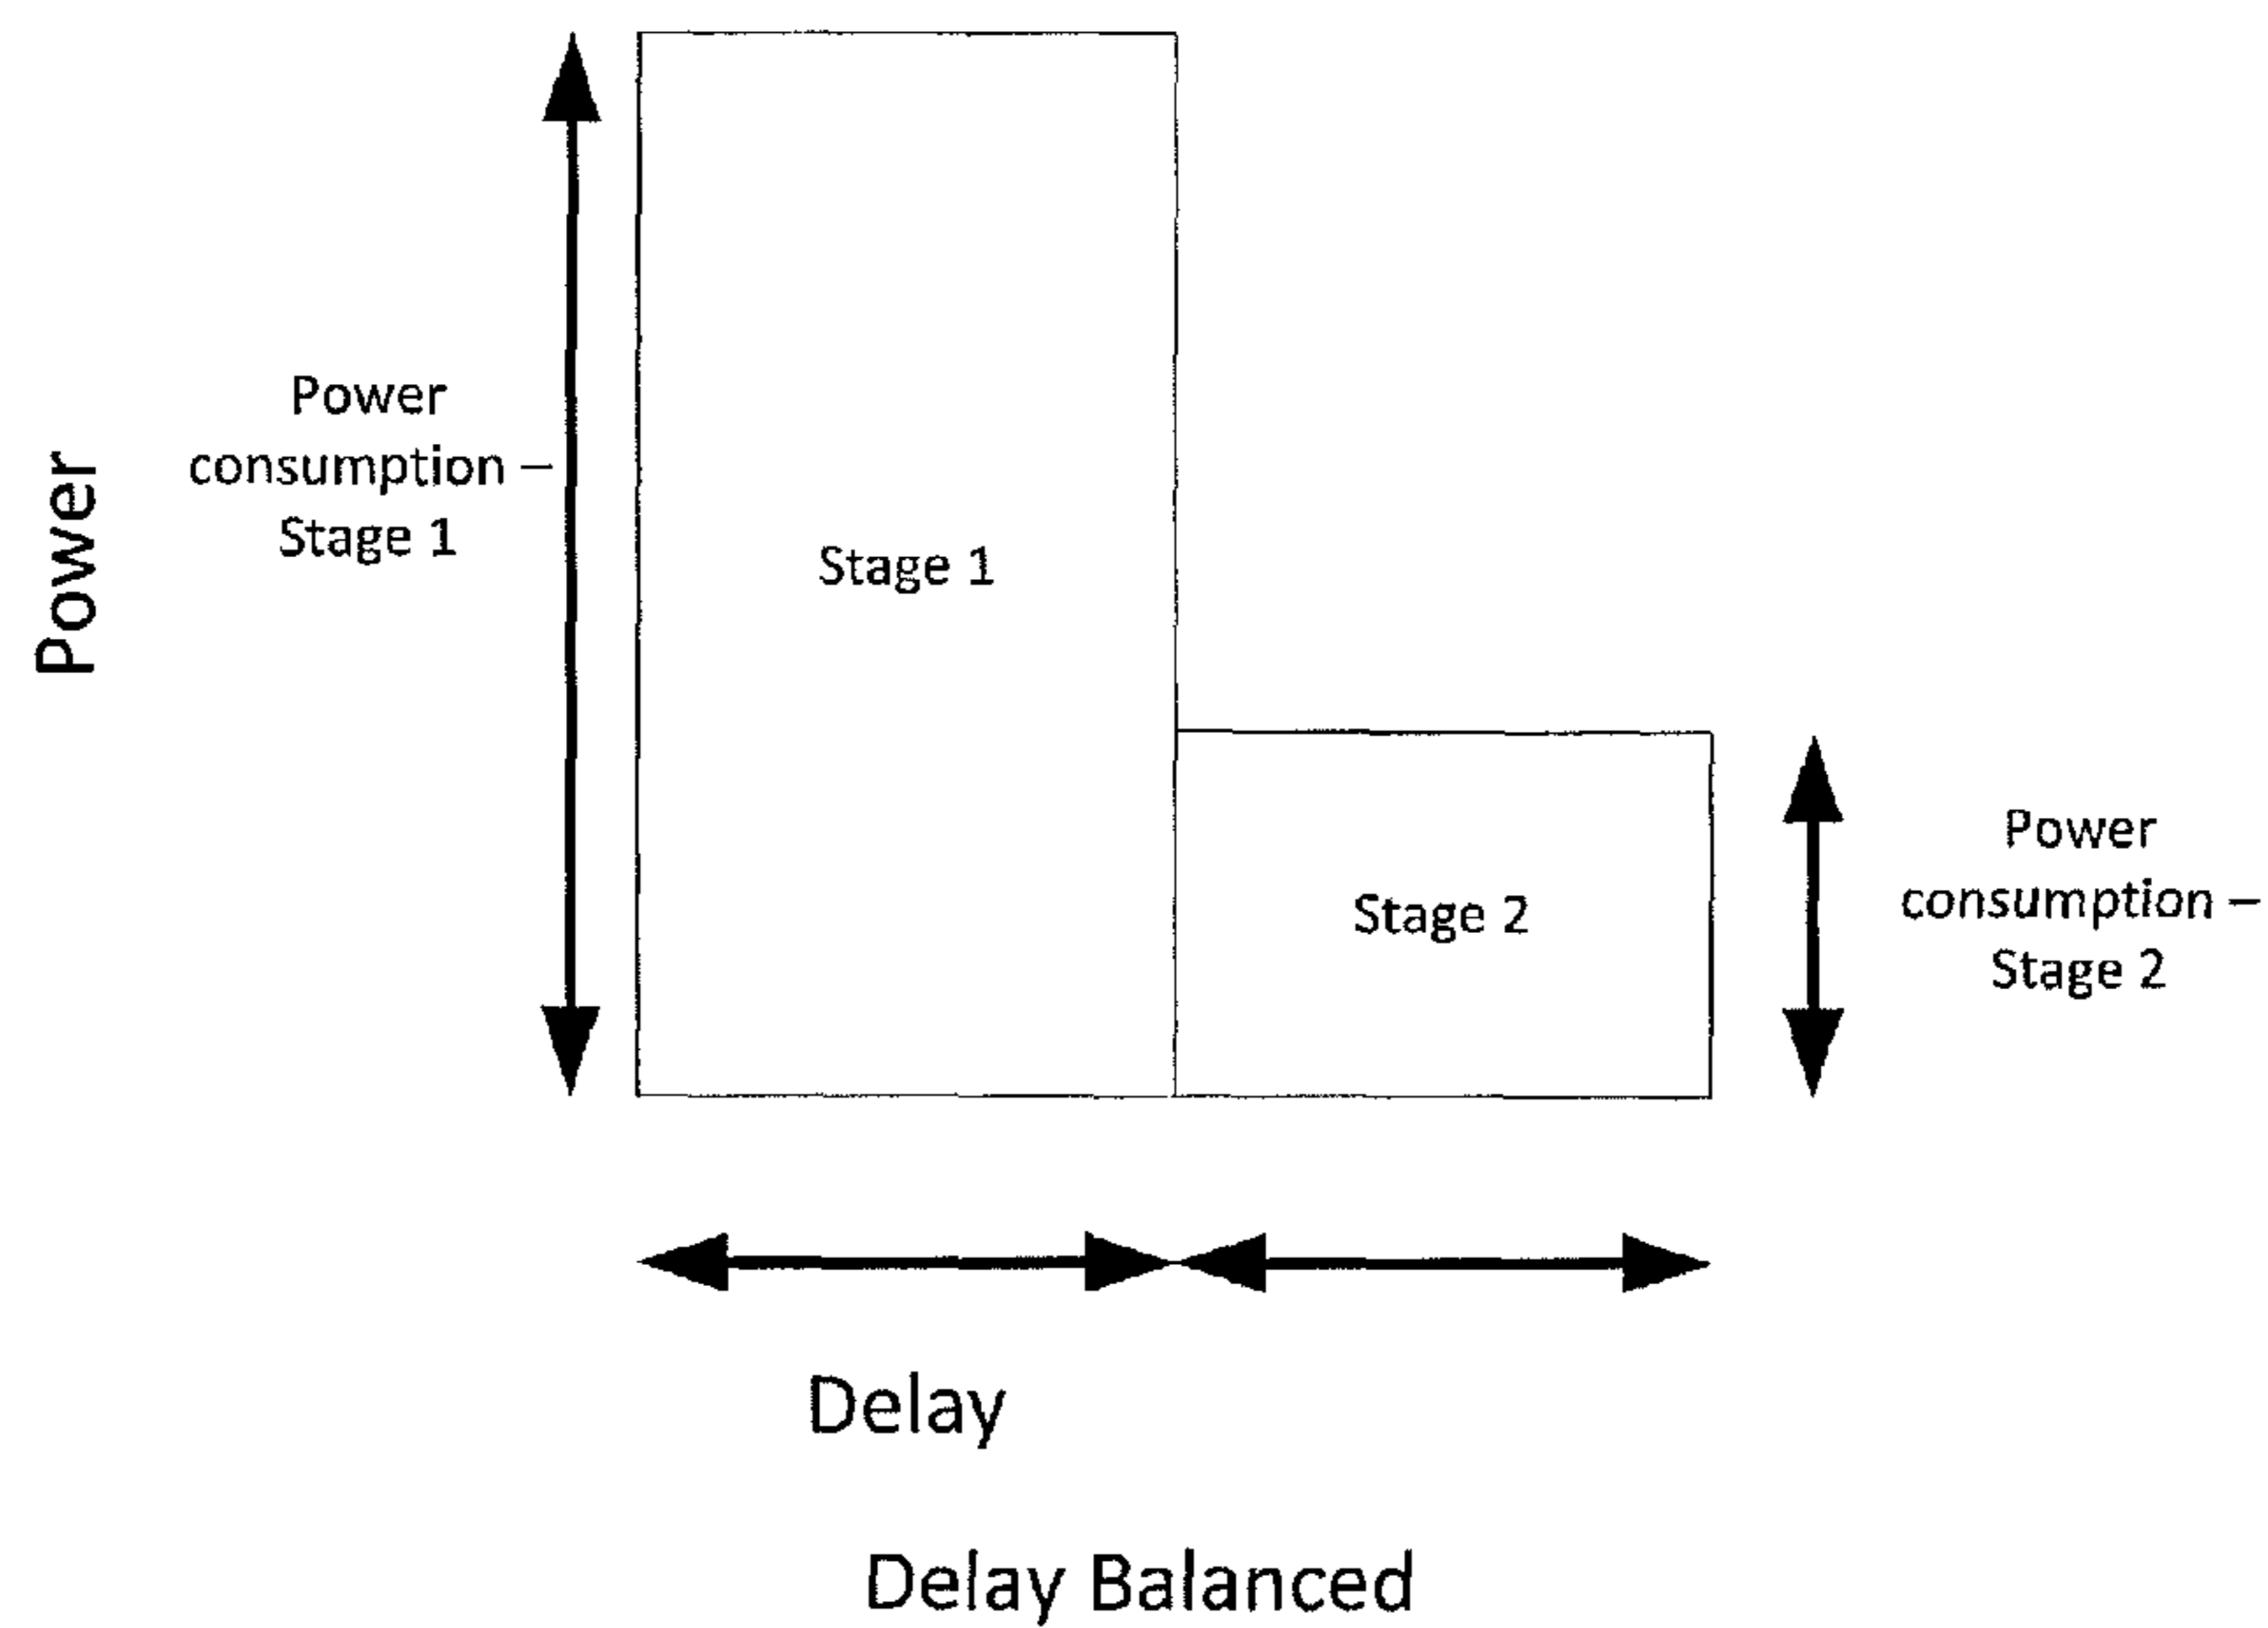 Power
Power
consumption –
Stage 1
Stage 1
Stage 2
Power
consumption –
Stage 2
Delay
Delay Balanced